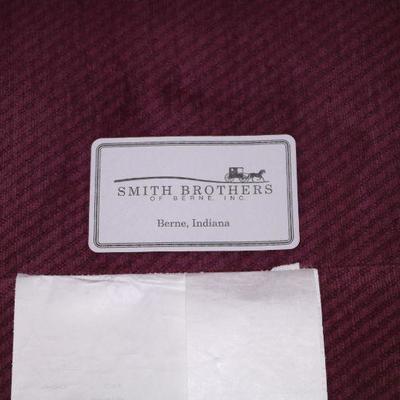 SMITH BROTHERS
OF BERNE, INC.
Berne, Indiana